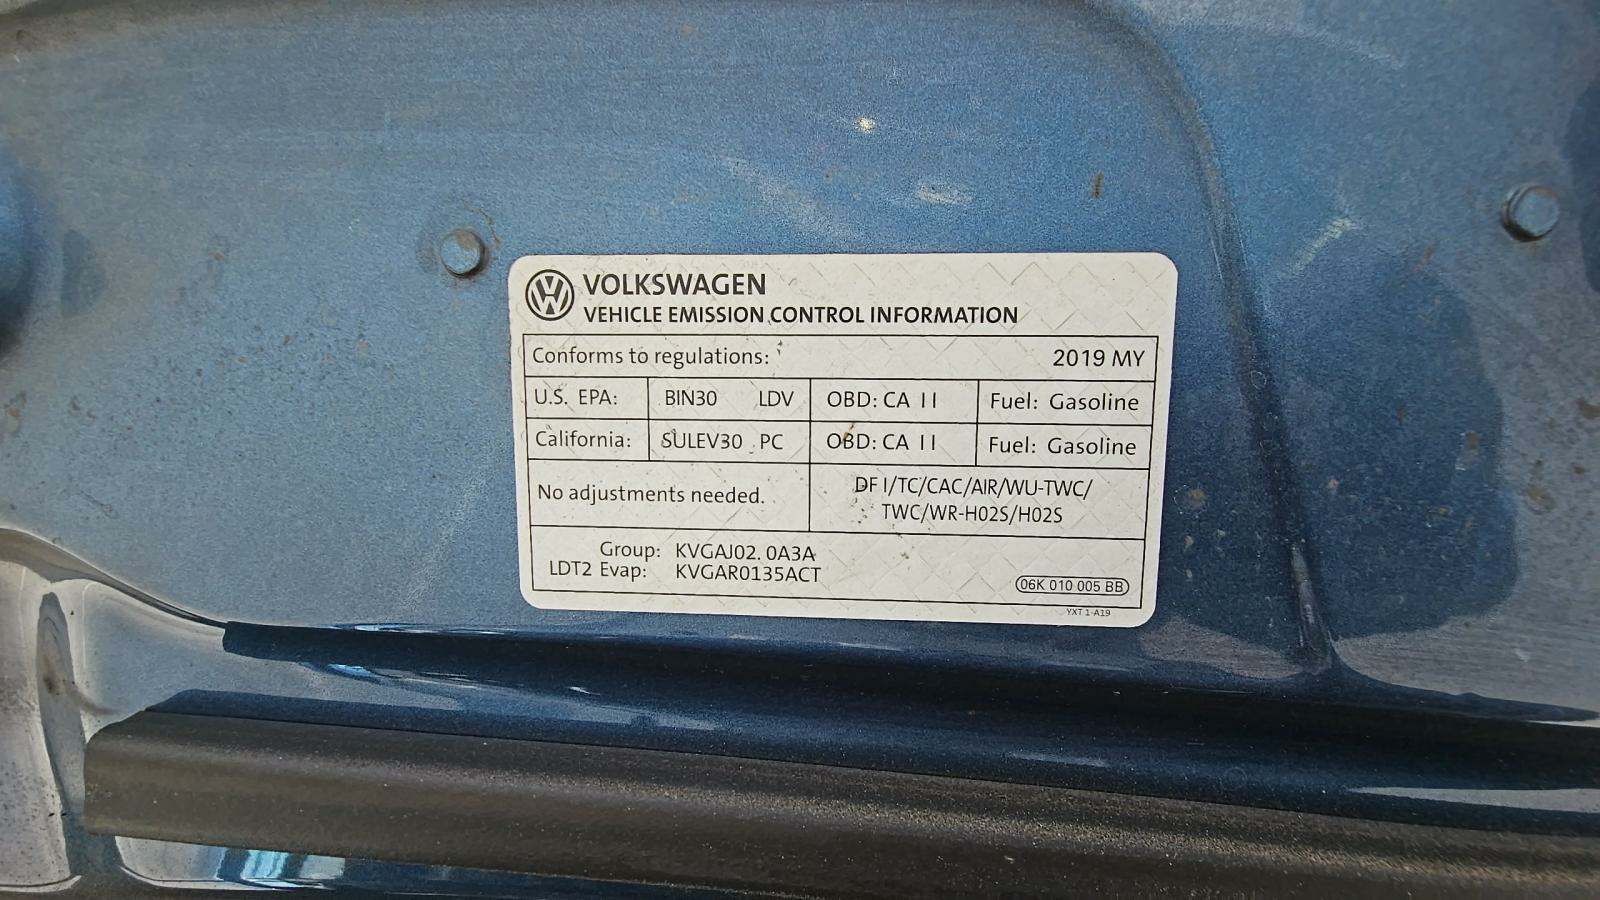 VOLKSWAGEN
VEHICLE EMISSION CONTROL INFORMATION
Conforms to regulations: 2019 MY
U.S. EPA: BIN30 LDV OBD: CA II Fuel: Gasoline
California: SULEV30 PC OBD: CA II Fuel: Gasoline
No adjustments needed.
DFI/TC/CAC/AIR/WU-TWC/
TWC/WR-HO2S/HO2S
Group: KVGAJ02.0A3A
LDT2 Evap: KVGAR0135ACT
06K 010 005 BB
YXT 1-A19